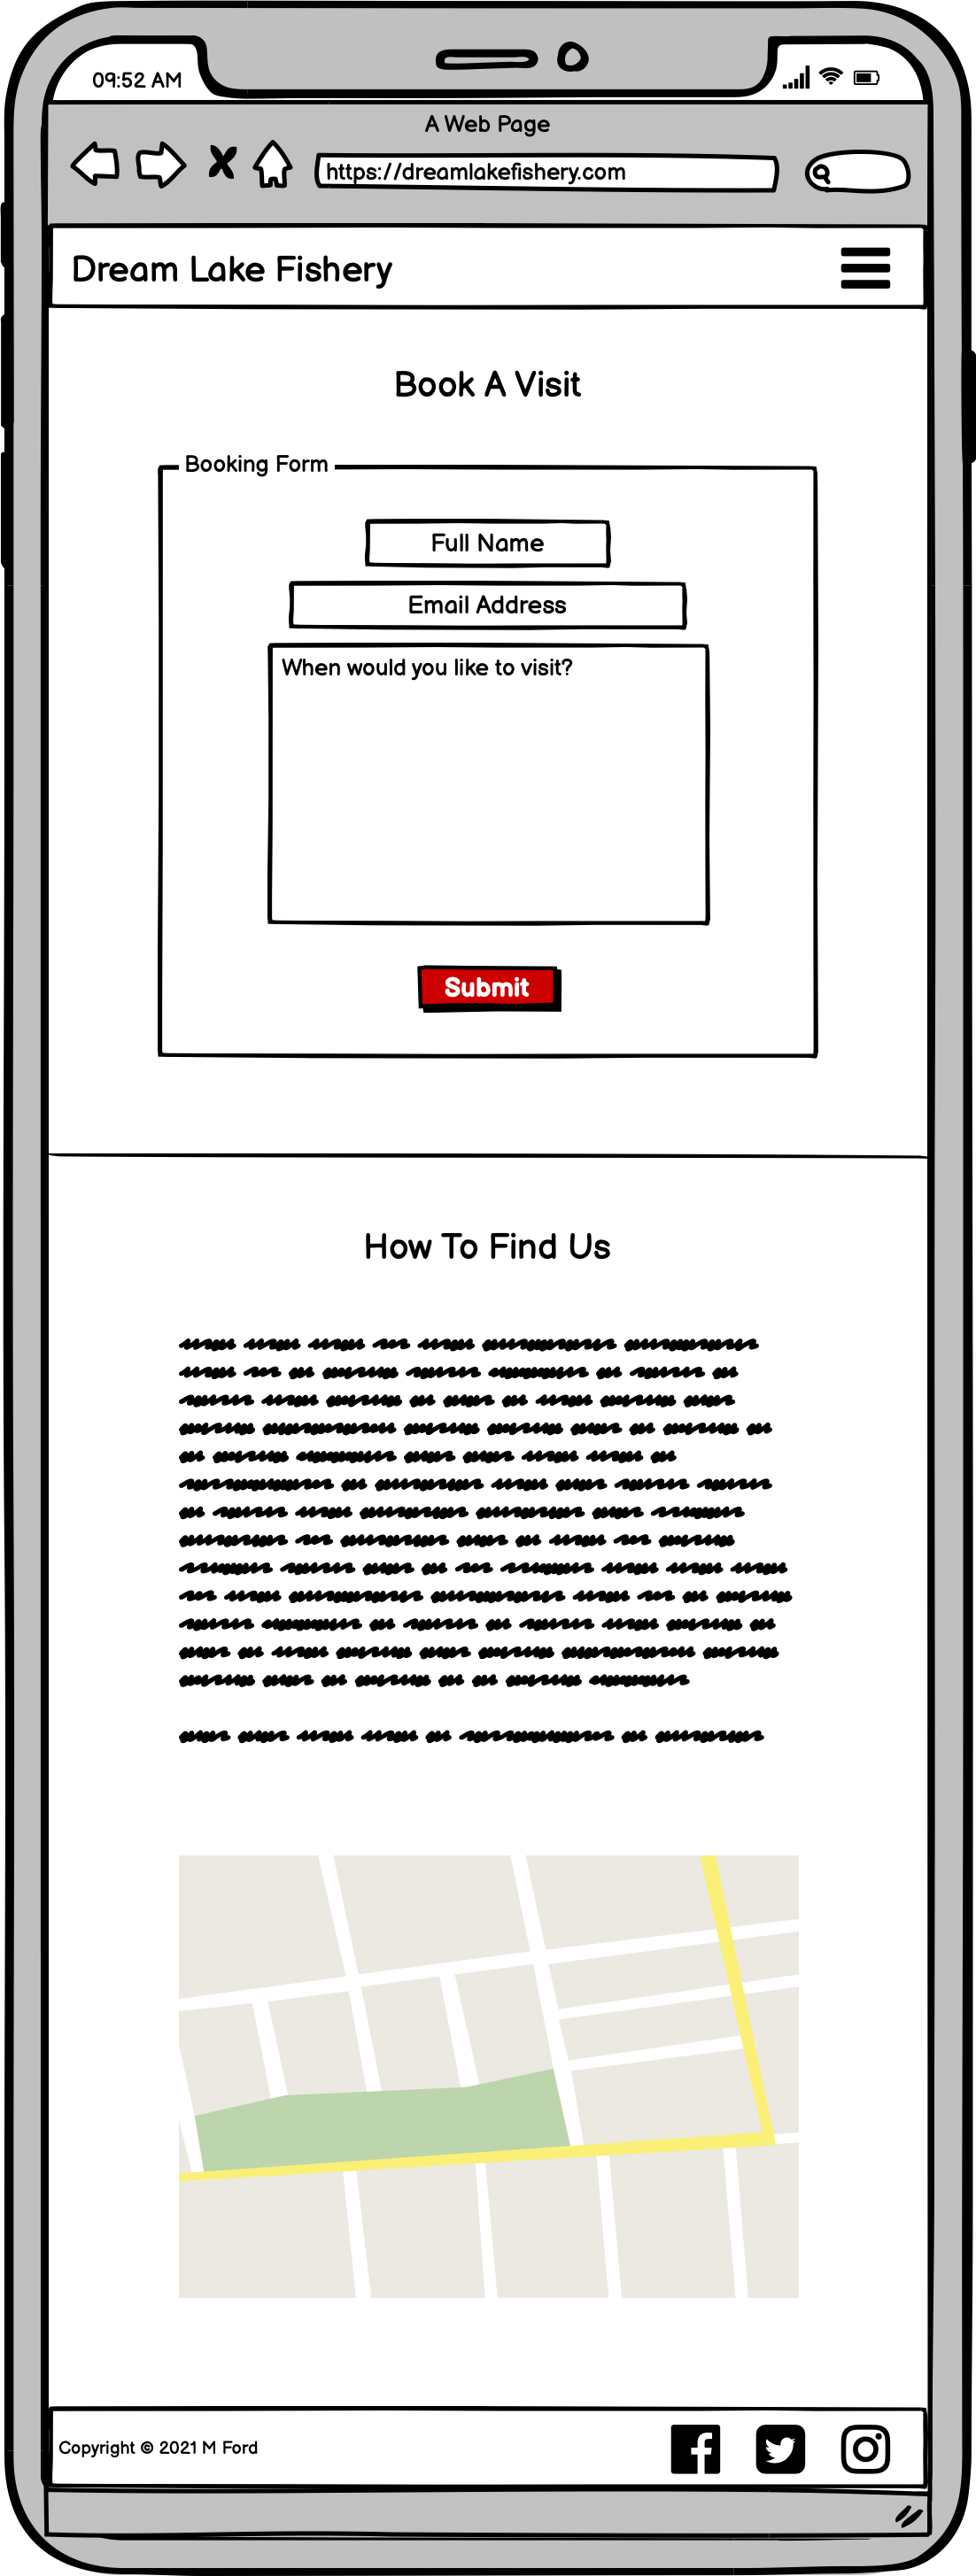 09:52 AM
A Web Page
https://dreamlakefishery.com
Dream Lake Fishery
Book A Visit
Booking Form
Full Name
Email Address
When would you like to visit?
Submit
How To Find Us
Copyright © 2021 M Ford